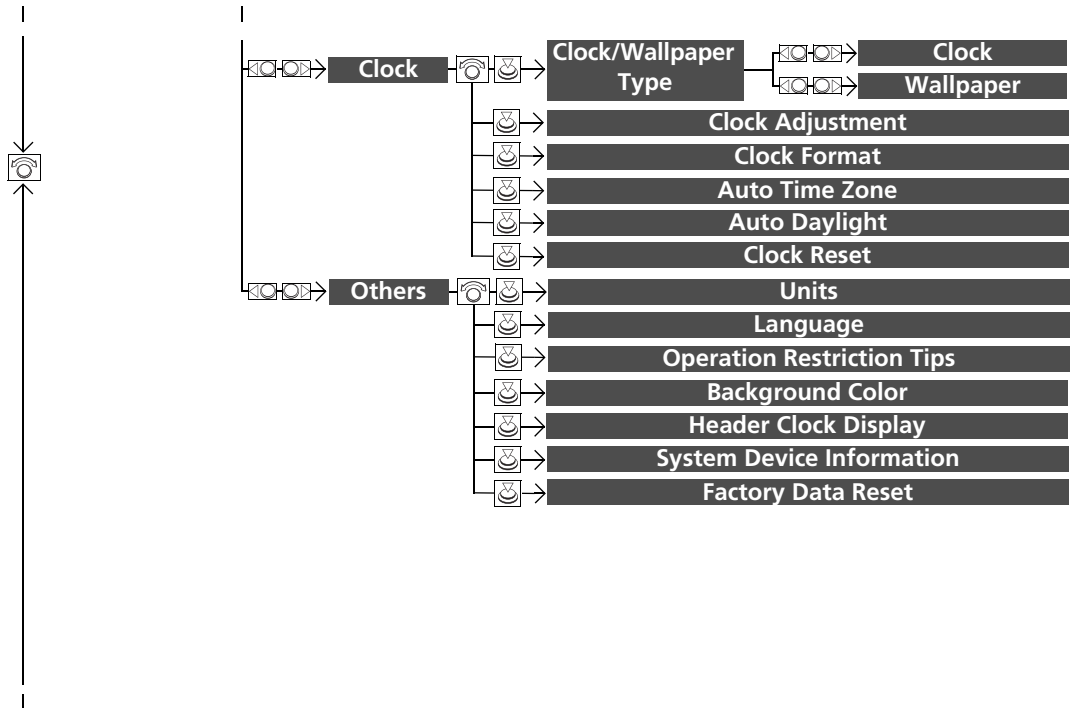 Clock
Clock/Wallpaper
Type
Clock
Wallpaper
Clock Adjustment
Clock Format
Auto Time Zone
Auto Daylight
Clock Reset
Others
Units
Language
Operation Restriction Tips
Background Color
Header Clock Display
System Device Information
Factory Data Reset